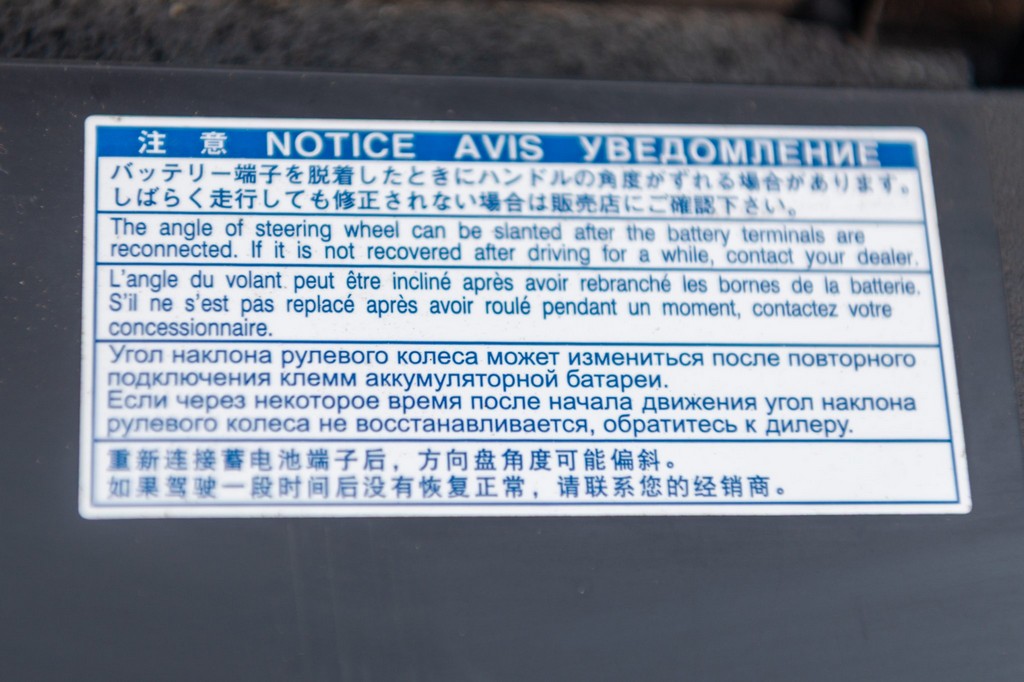 注意 NOTICE AVIS УВЕДОМЛЕНИЕ
バッテリー端子を脱着したときにハンドルの角度がずれる場合があります。
しばらく走行しても修正されない場合は販売店にご確認下さい。
The angle of steering wheel can be slanted after the battery terminals are
reconnected. If it is not recovered after driving for a while, contact your dealer.
L'angle du volant peut être incliné après avoir rebranché les bornes de la batterie.
S'il ne s'est pas replacé après avoir roulé pendant un moment, contactez votre
concessionnaire.
Угол наклона рулевого колеса может измениться после повторного
подключения клемм аккумуляторной батареи.
Если через некоторое время после начала движения угол наклона
рулевого колеса не восстанавливается, обратитесь к дилеру.
重新连接蓄电池端子后，方向盘角度可能偏斜。
如果驾驶一段时间后没有恢复正常，请联系您的经销商。